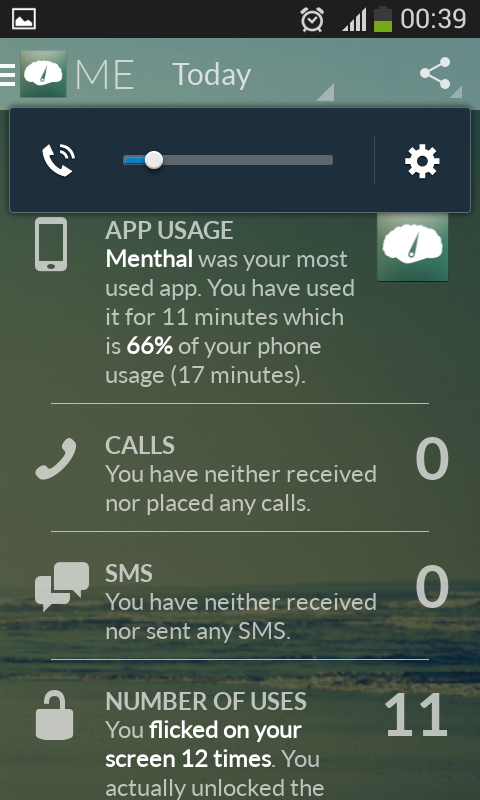 00:39
ME Today
APP USAGE
Menthal was your most
used app. You have used
it for 11 minutes which
is 66% of your phone
usage (17 minutes).
CALLS
0
You have neither received
nor placed any calls.
SMS
0
You have neither received
nor sent any SMS.
NUMBER OF USES
11
You flicked on your
screen 12 times. You
actually unlocked the